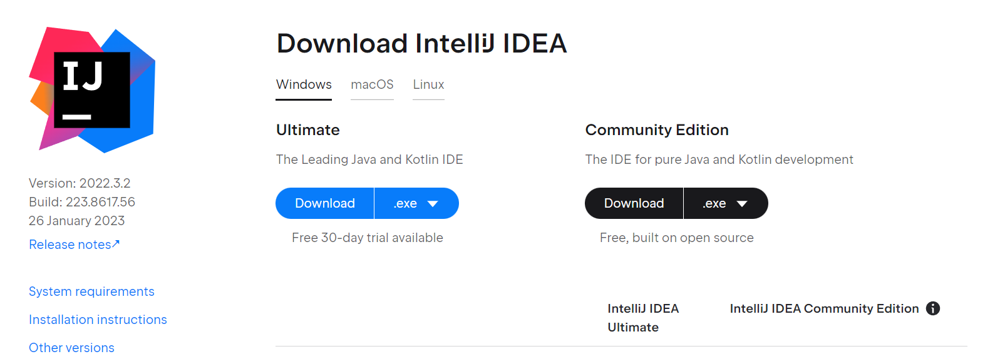 IJ
Download IntelliJ IDEA
Windows macOS Linux
Ultimate
The Leading Java and Kotlin IDE
Download .exe
Free 30-day trial available
Community Edition
The IDE for pure Java and Kotlin development
Download .exe
Free, built on open source
Version: 2022.3.2
Build: 223.8617.56
26 January 2023
Release notes↗
System requirements
Installation instructions
Other versions
IntelliJ IDEA
Ultimate
IntelliJ IDEA Community Edition